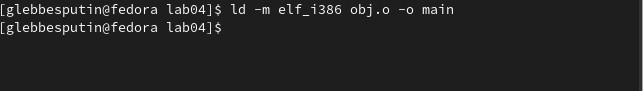 [glebbesputin@fedora lab04]$ ld -m elf_i386 obj.o -o main
[glebbesputin@fedora lab04]$